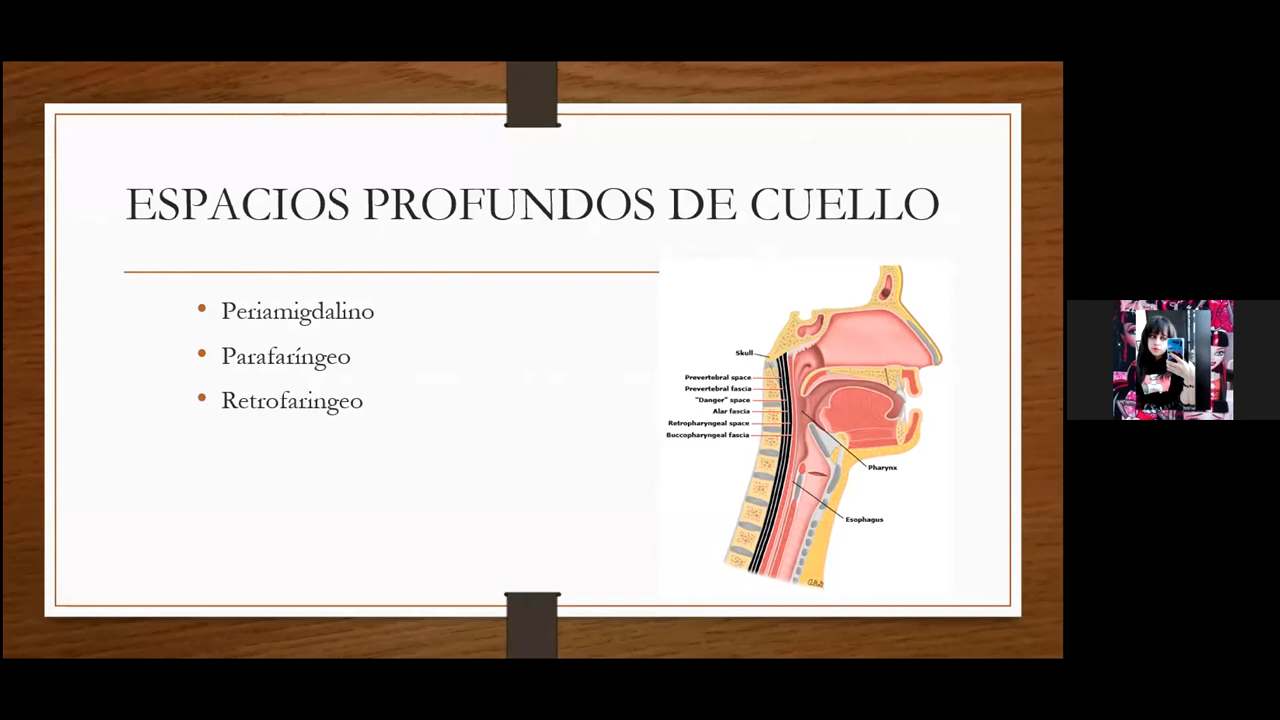 ESPACIOS PROFUNDOS DE CUELLO
Periamigdalino
Parafaríngeo
Retrofaringeo
Skull
Prevertebral space
Prevertebral fascia
"Danger" space
Alar fascia
Retropharyngeal space
Buccopharyngeal fascia
Pharynx
Esophagus